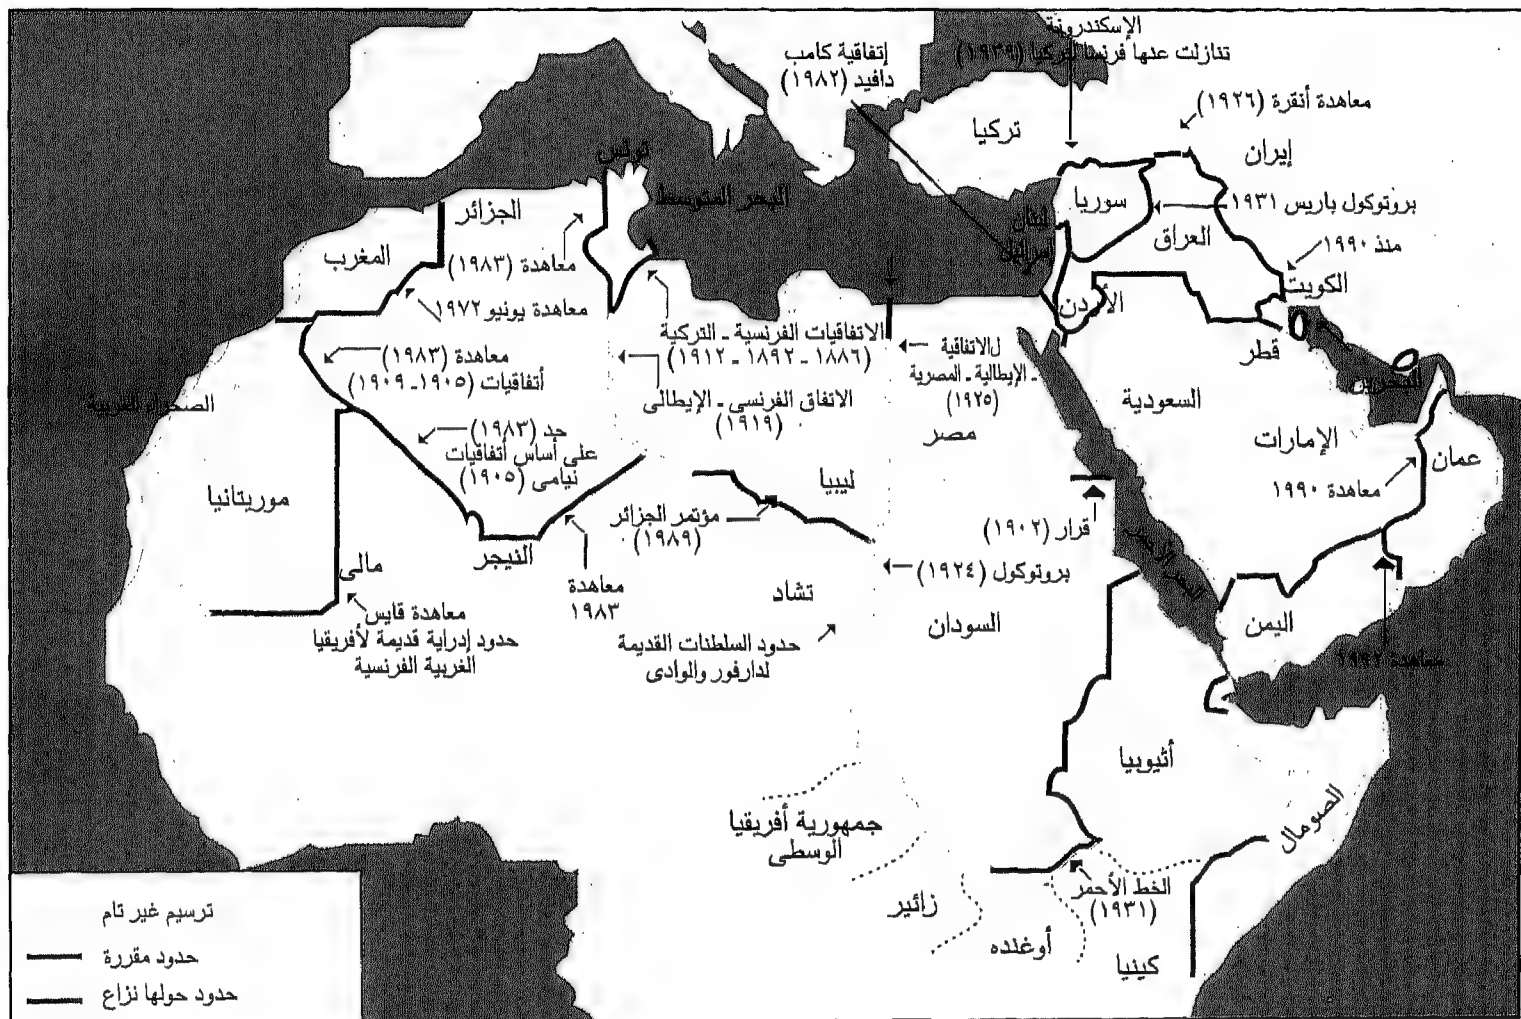 الإسكندرونة
تنازلت عنها فرنسا لتركيا (١٩٣٩)
إتفاقية كامب
دافيد (١٩٨٢)
معاهدة أنقرة (١٩٢٦)
تركيا
إيران
تونس
سوريا
بروتوكول باريس ١٩٣١
البحر المتوسط
لبنان
إسرائيل
العراق
منذ ١٩٩٠
الكويت
الجزائر
المغرب
معاهدة (١٩٨٣)
معاهدة يونيو ١٩٧٢
الأردن
الاتفاقيات الفرنسية - التركية
(١٨٨٦ - ١٨٩٢ - ١٩١٢)
ل الاتفاقية
- الإيطالية - المصرية
(١٩٢٥)
قطر
البحرين
معاهدة (١٩٨٣)
أتفاقيات (١٩٠٥-١٩٠٩)
الصحراء الغربية
الاتفاق الفرنسى - الإيطالى
(١٩١٩)
مصر
السعودية
الإمارات
عمان
حد (١٩٨٣)
على أساس أتفاقيات
نيامى (١٩٠٥)
ليبيا
معاهدة ١٩٩٠
موريتانيا
مؤتمر الجزائر
(١٩٨٩)
قرار (١٩٠٢)
البحر الأحمر
النيجر
مالى
معاهدة
١٩٨٣
تشاد
بروتوكول (١٩٢٤)
السودان
اليمن
معاهدة ١٩٩٢
معاهدة قايس
حدود إدراية قديمة لأفريقيا
الغربية الفرنسية
حدود السلطنات القديمة
لدارفور والوادى
أثيوبيا
الصومال
جمهورية أفريقيا
الوسطى
الخط الأحمر
(١٩٣١)
زائير
أوغنده
كينيا
ترسيم غير تام
حدود مقررة
حدود حولها نزاع